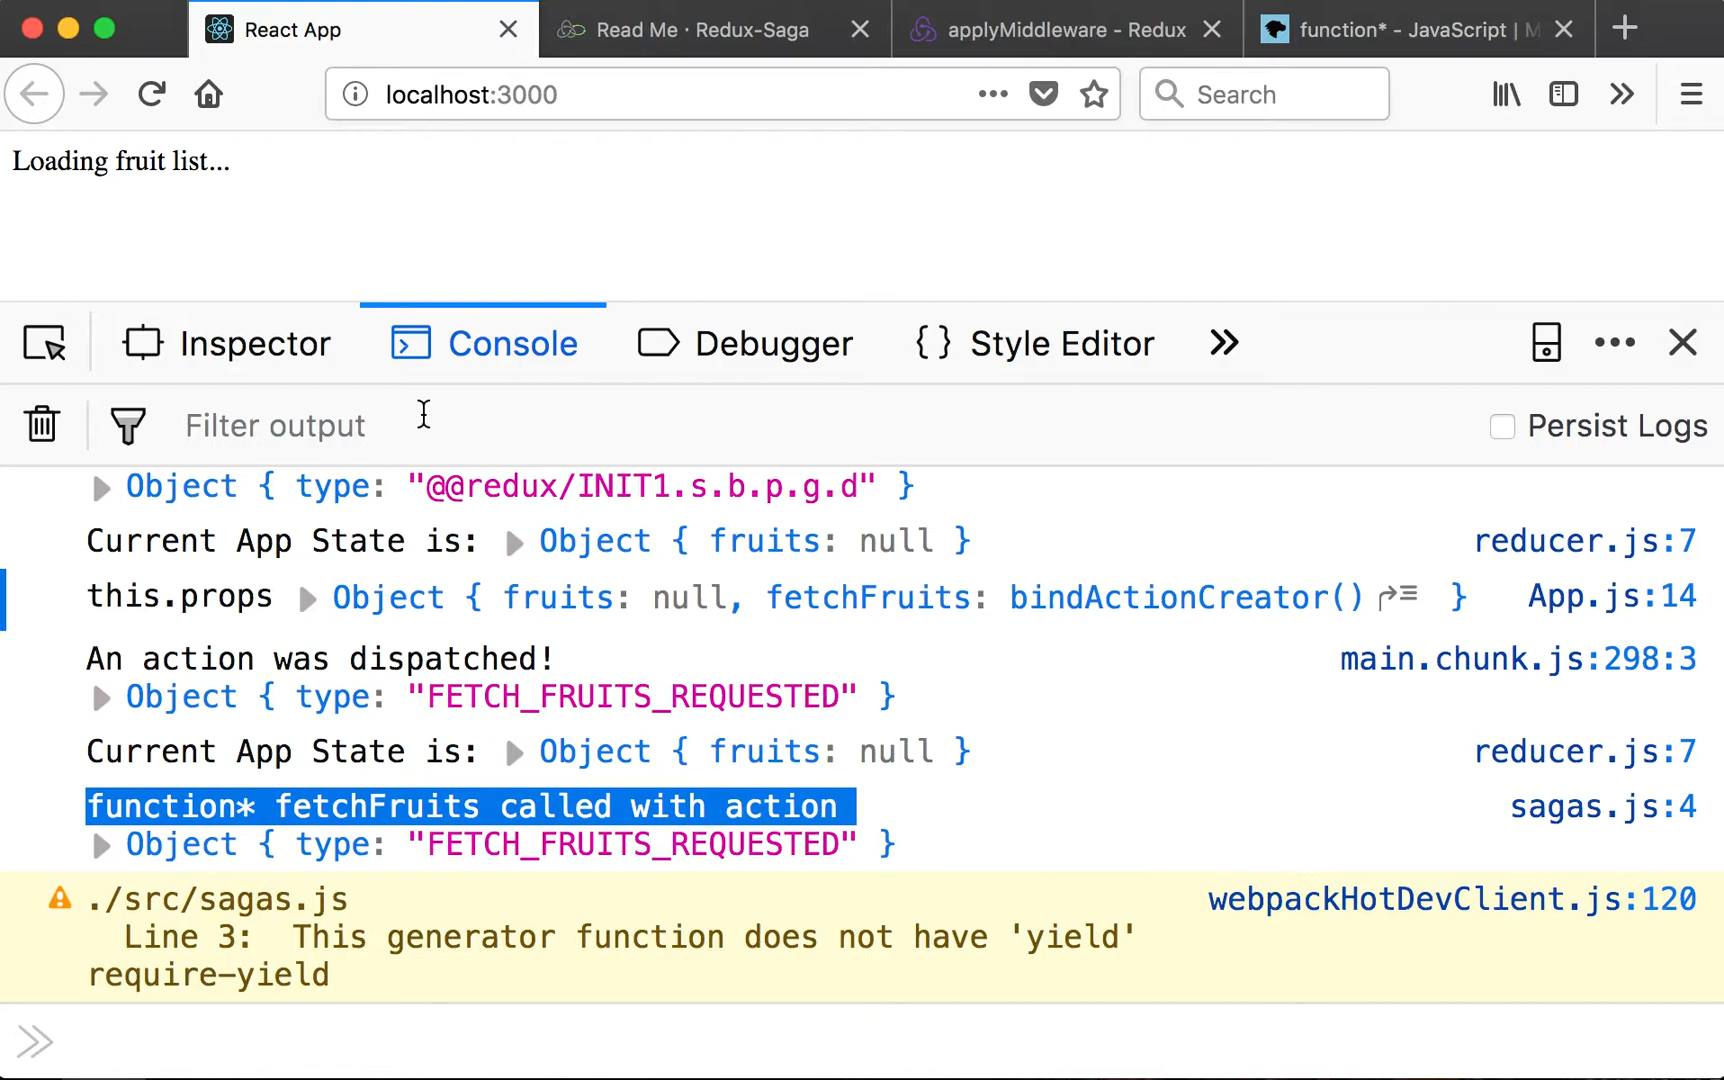 React App
Read Me · Redux-Saga
applyMiddleware - Redux
function* - JavaScript | M
localhost:3000
Search
Loading fruit list...
Inspector
Console
Debugger
{ } Style Editor
Filter output
Persist Logs
Object { type: "@@redux/INIT1.s.b.p.g.d" }
Current App State is: Object { fruits: null } reducer.js:7
this.props Object { fruits: null, fetchFruits: bindActionCreator() } App.js:14
An action was dispatched! main.chunk.js:298:3
Object { type: "FETCH_FRUITS_REQUESTED" }
Current App State is: Object { fruits: null } reducer.js:7
function* fetchFruits called with action sagas.js:4
Object { type: "FETCH_FRUITS_REQUESTED" }
./src/sagas.js webpackHotDevClient.js:120
Line 3: This generator function does not have 'yield'
require-yield